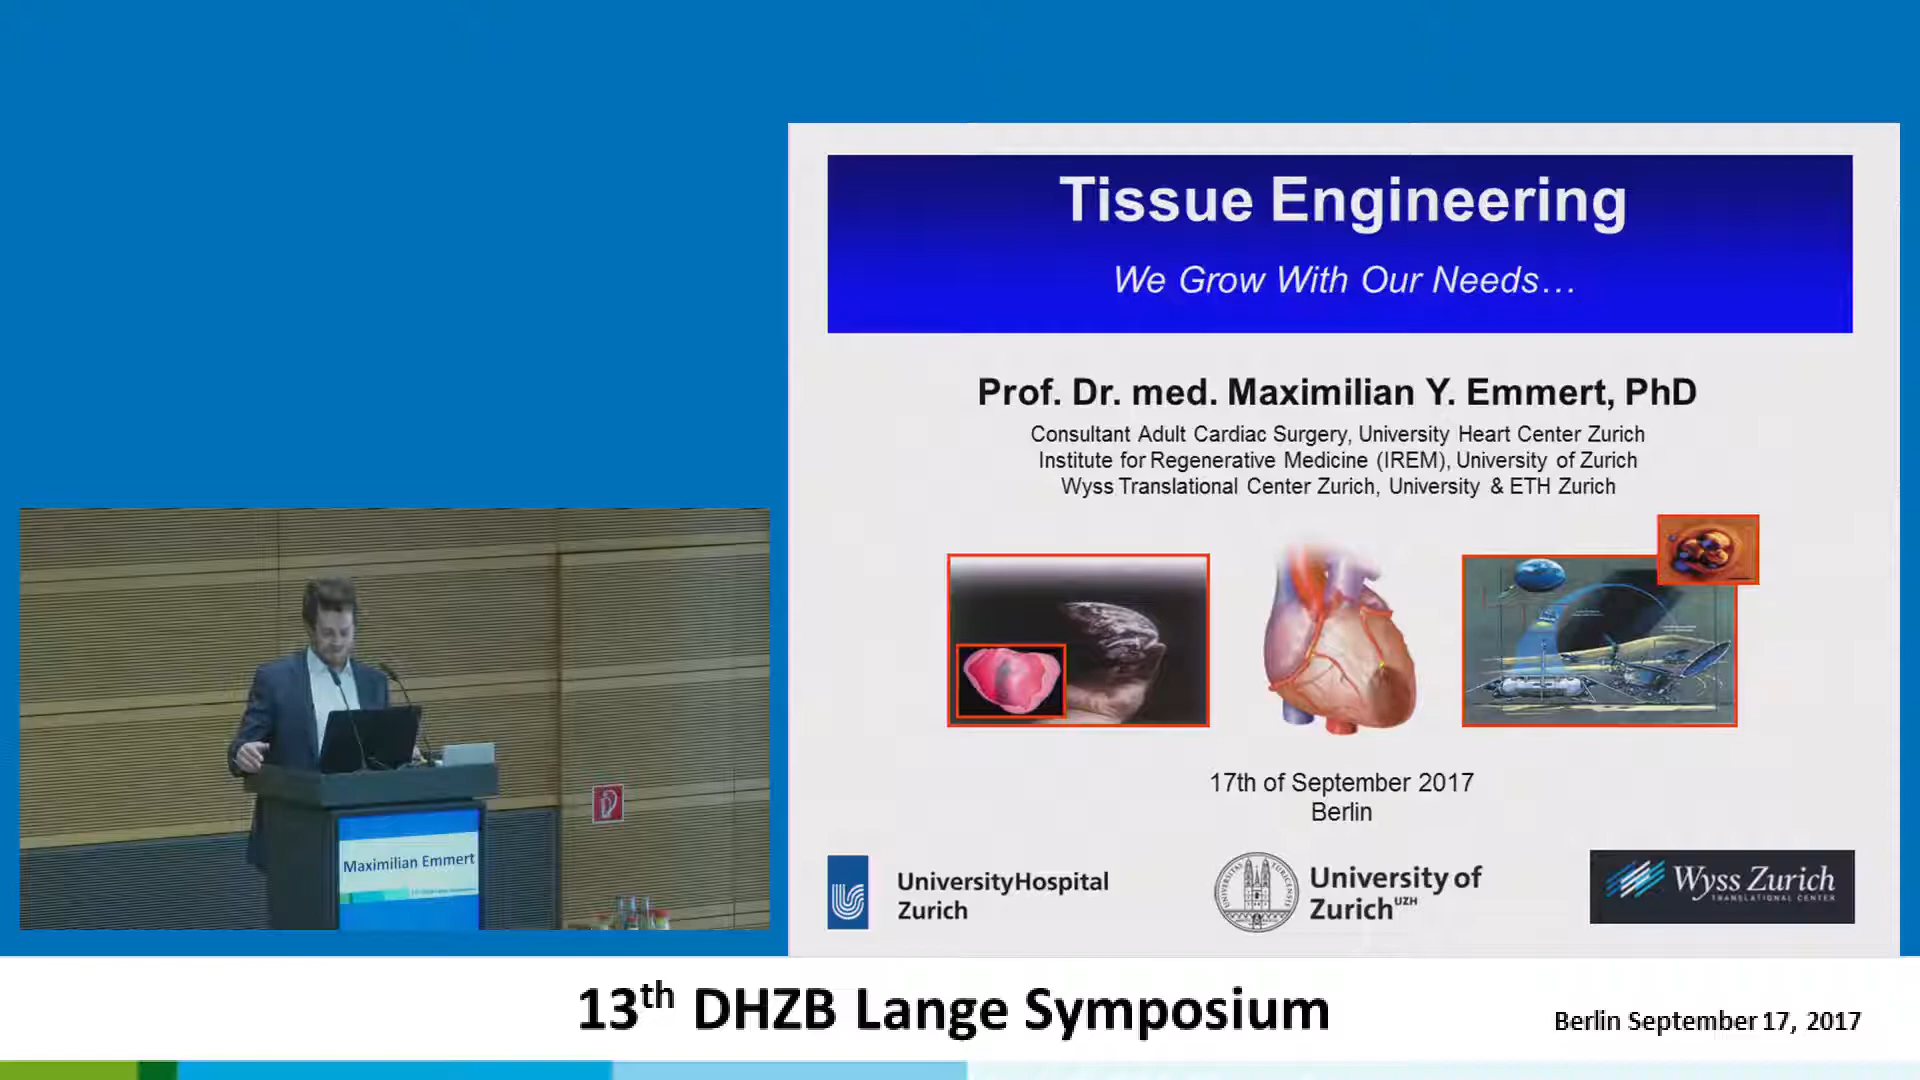 Tissue Engineering
We Grow With Our Needs...
Prof. Dr. med. Maximilian Y. Emmert, PhD
Consultant Adult Cardiac Surgery, University Heart Center Zurich
Institute for Regenerative Medicine (IREM), University of Zurich
Wyss Translational Center Zurich, University & ETH Zurich
17th of September 2017
Berlin
UniversityHospital
Zurich
University of
Zurich UZH
Wyss Zurich
TRANSLATIONAL CENTER
Maximilian Emmert
13th DHZB Lange Symposium
Berlin September 17, 2017